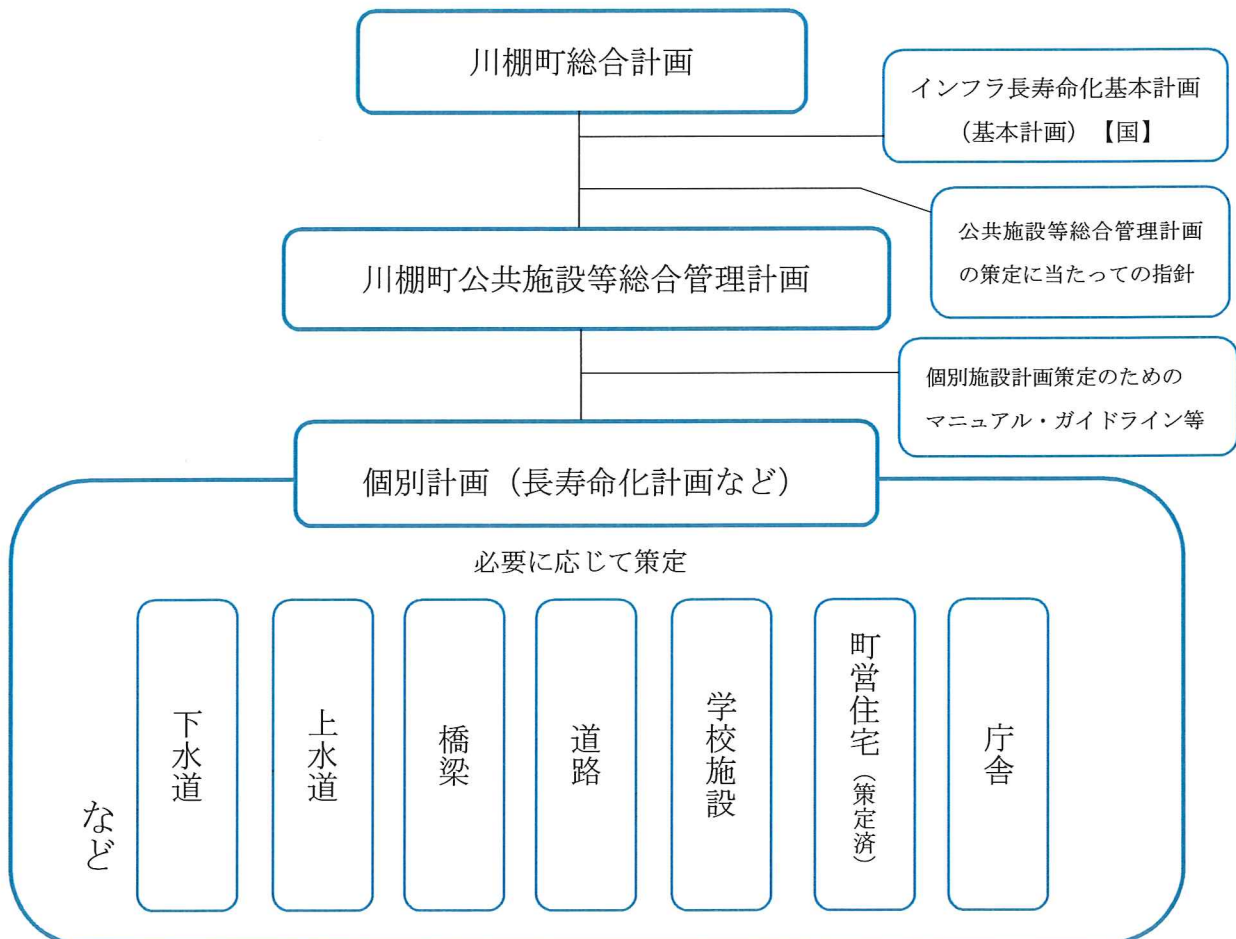 川棚町総合計画
インフラ長寿命化基本計画
（基本計画）【国】
公共施設等総合管理計画
の策定に当たっての指針
川棚町公共施設等総合管理計画
個別施設計画策定のための
マニュアル・ガイドライン等
個別計画（長寿命化計画など）
必要に応じて策定
庁舎
町営住宅（策定済）
学校施設
道路
橋梁
上水道
下水道
など